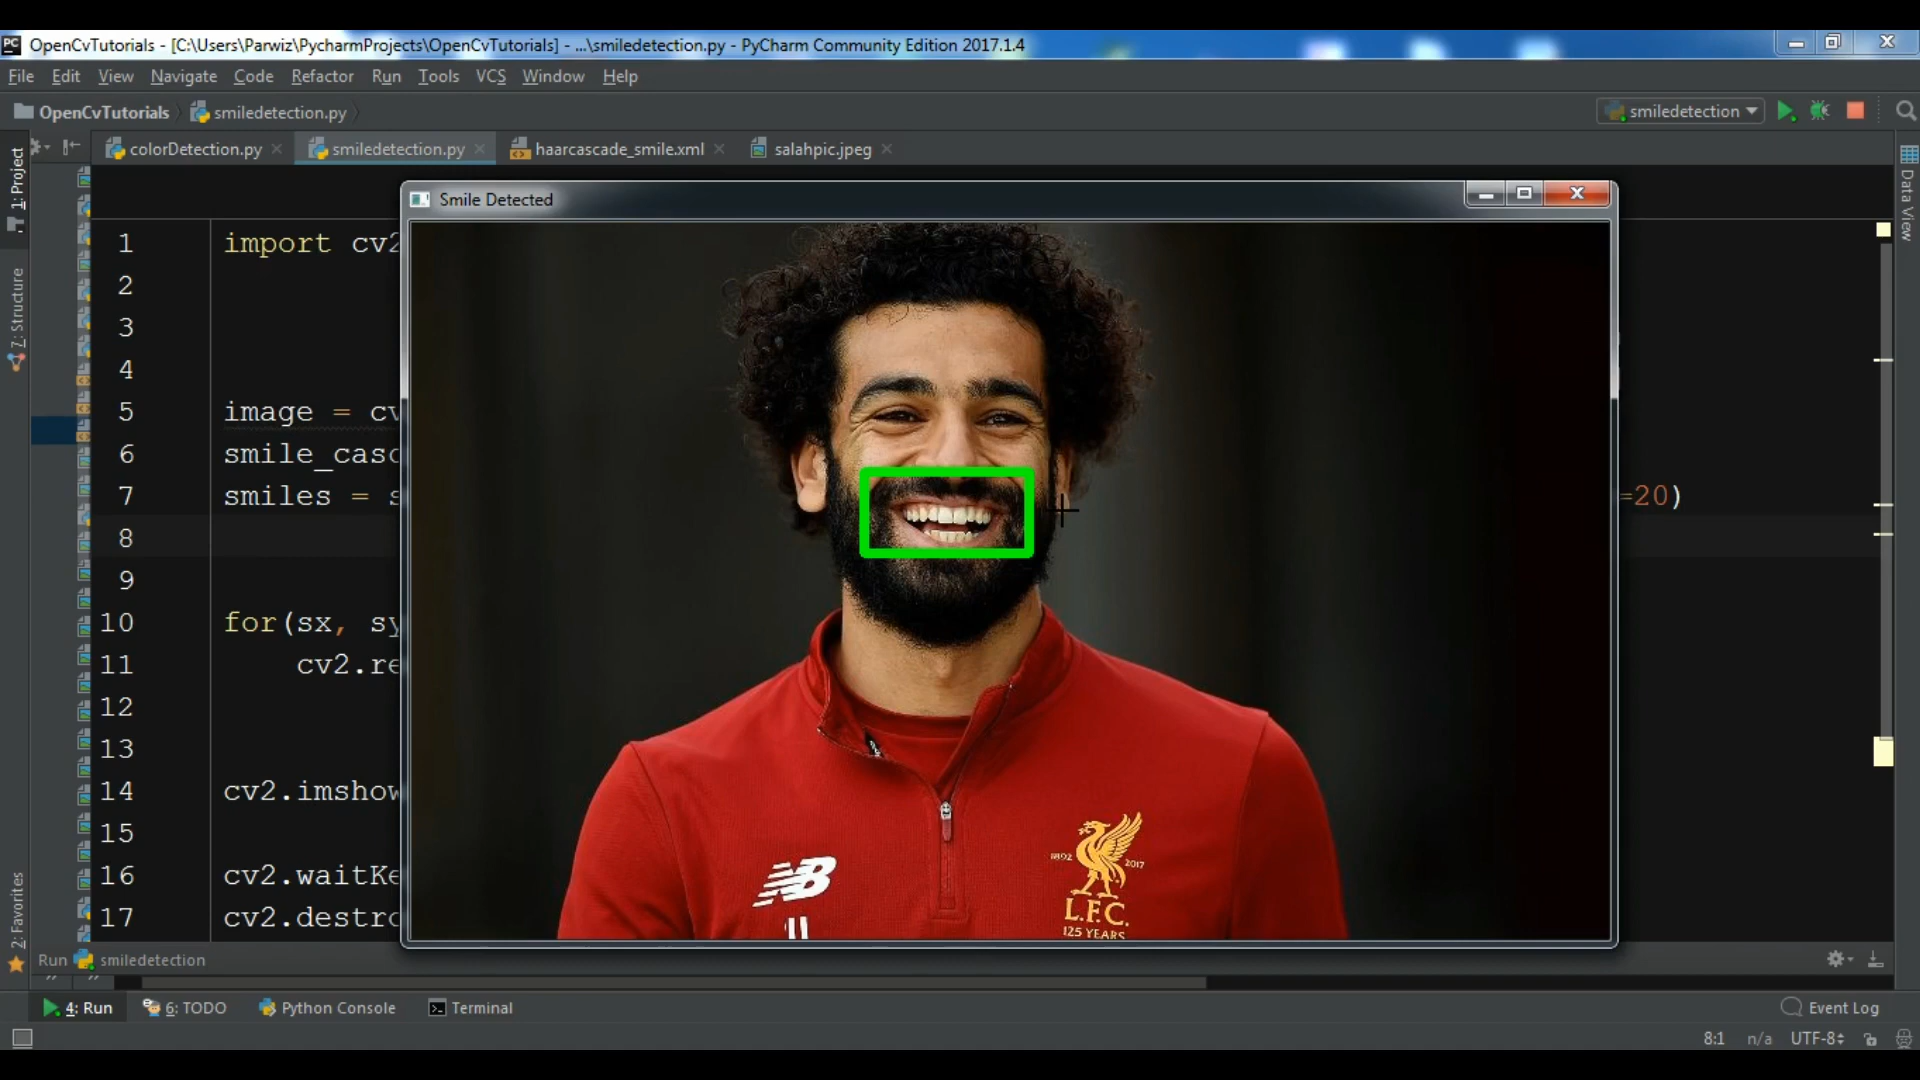 OpenCvTutorials - [C:\Users\Parwiz\PycharmProjects\OpenCvTutorials] - ...\smiledetection.py - PyCharm Community Edition 2017.1.4
File Edit View Navigate Code Refactor Run Tools VCS Window Help
OpenCvTutorials smiledetection.py smiledetection
colorDetection.py smiledetection.py haarcascade_smile.xml salahpic.jpeg
1: Project
7: Structure
2: Favorites
Data View
Smile Detected
1 import cv2
2
3
4
5 image = cv
6 smile_casc
7 smiles = s =20)
8
9
10 for(sx, sy
11 cv2.re
12
13
14 cv2.imshow
15
16 cv2.waitKe
17 cv2.destro
1892 2017
NB
L.F.C.
125 YEARS
Run smiledetection
4: Run 6: TODO Python Console Terminal Event Log
8:1 n/a UTF-8